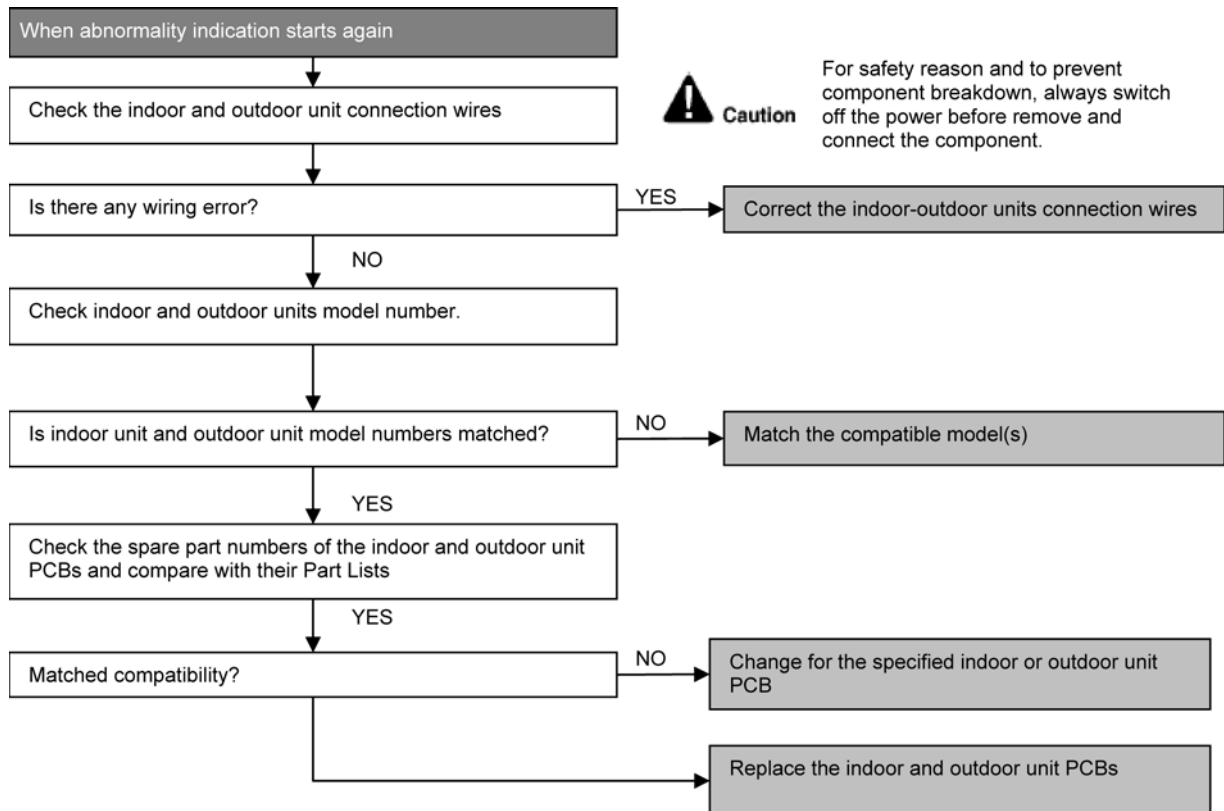 When abnormality indication starts again
Check the indoor and outdoor unit connection wires
Caution
For safety reason and to prevent
component breakdown, always switch
off the power before remove and
connect the component.
Is there any wiring error?
YES
Correct the indoor-outdoor units connection wires
NO
Check indoor and outdoor units model number.
Is indoor unit and outdoor unit model numbers matched?
NO
Match the compatible model(s)
YES
Check the spare part numbers of the indoor and outdoor unit
PCBs and compare with their Part Lists
YES
Matched compatibility?
NO
Change for the specified indoor or outdoor unit
PCB
Replace the indoor and outdoor unit PCBs